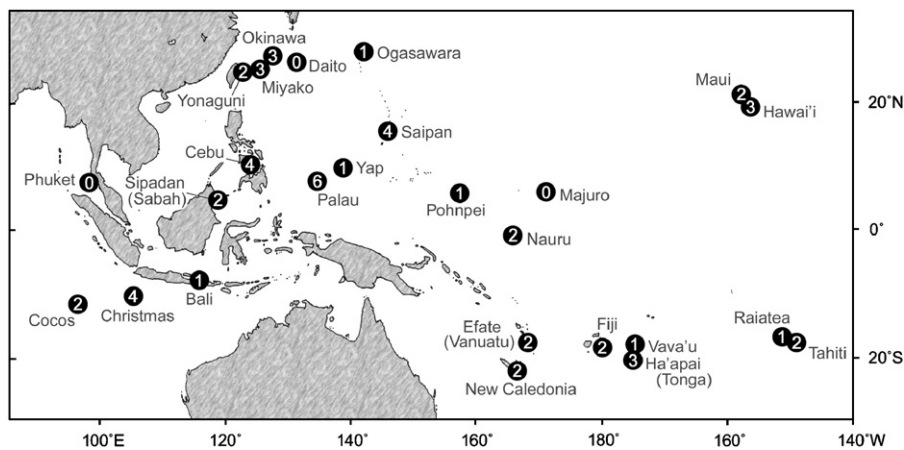 Okinawa
3
1 Ogasawara
0 Daito
2
3
Miyako
Yonaguni
Maui
2
3
Hawai'i
20°N
4 Saipan
Cebu
4
1 Yap
Phuket
0
Sipadan
(Sabah)
2
6
Palau
1
Pohnpei
0 Majuro
2 Nauru
0°
1
Bali
2
Cocos
4
Christmas
Efate
(Vanuatu)
2
Fiji
2
1 Vava'u
3 Ha'apai
(Tonga)
2
New Caledonia
Raiatea
1
2
Tahiti
20°S
100°E
120
140
160
180
160
140°W